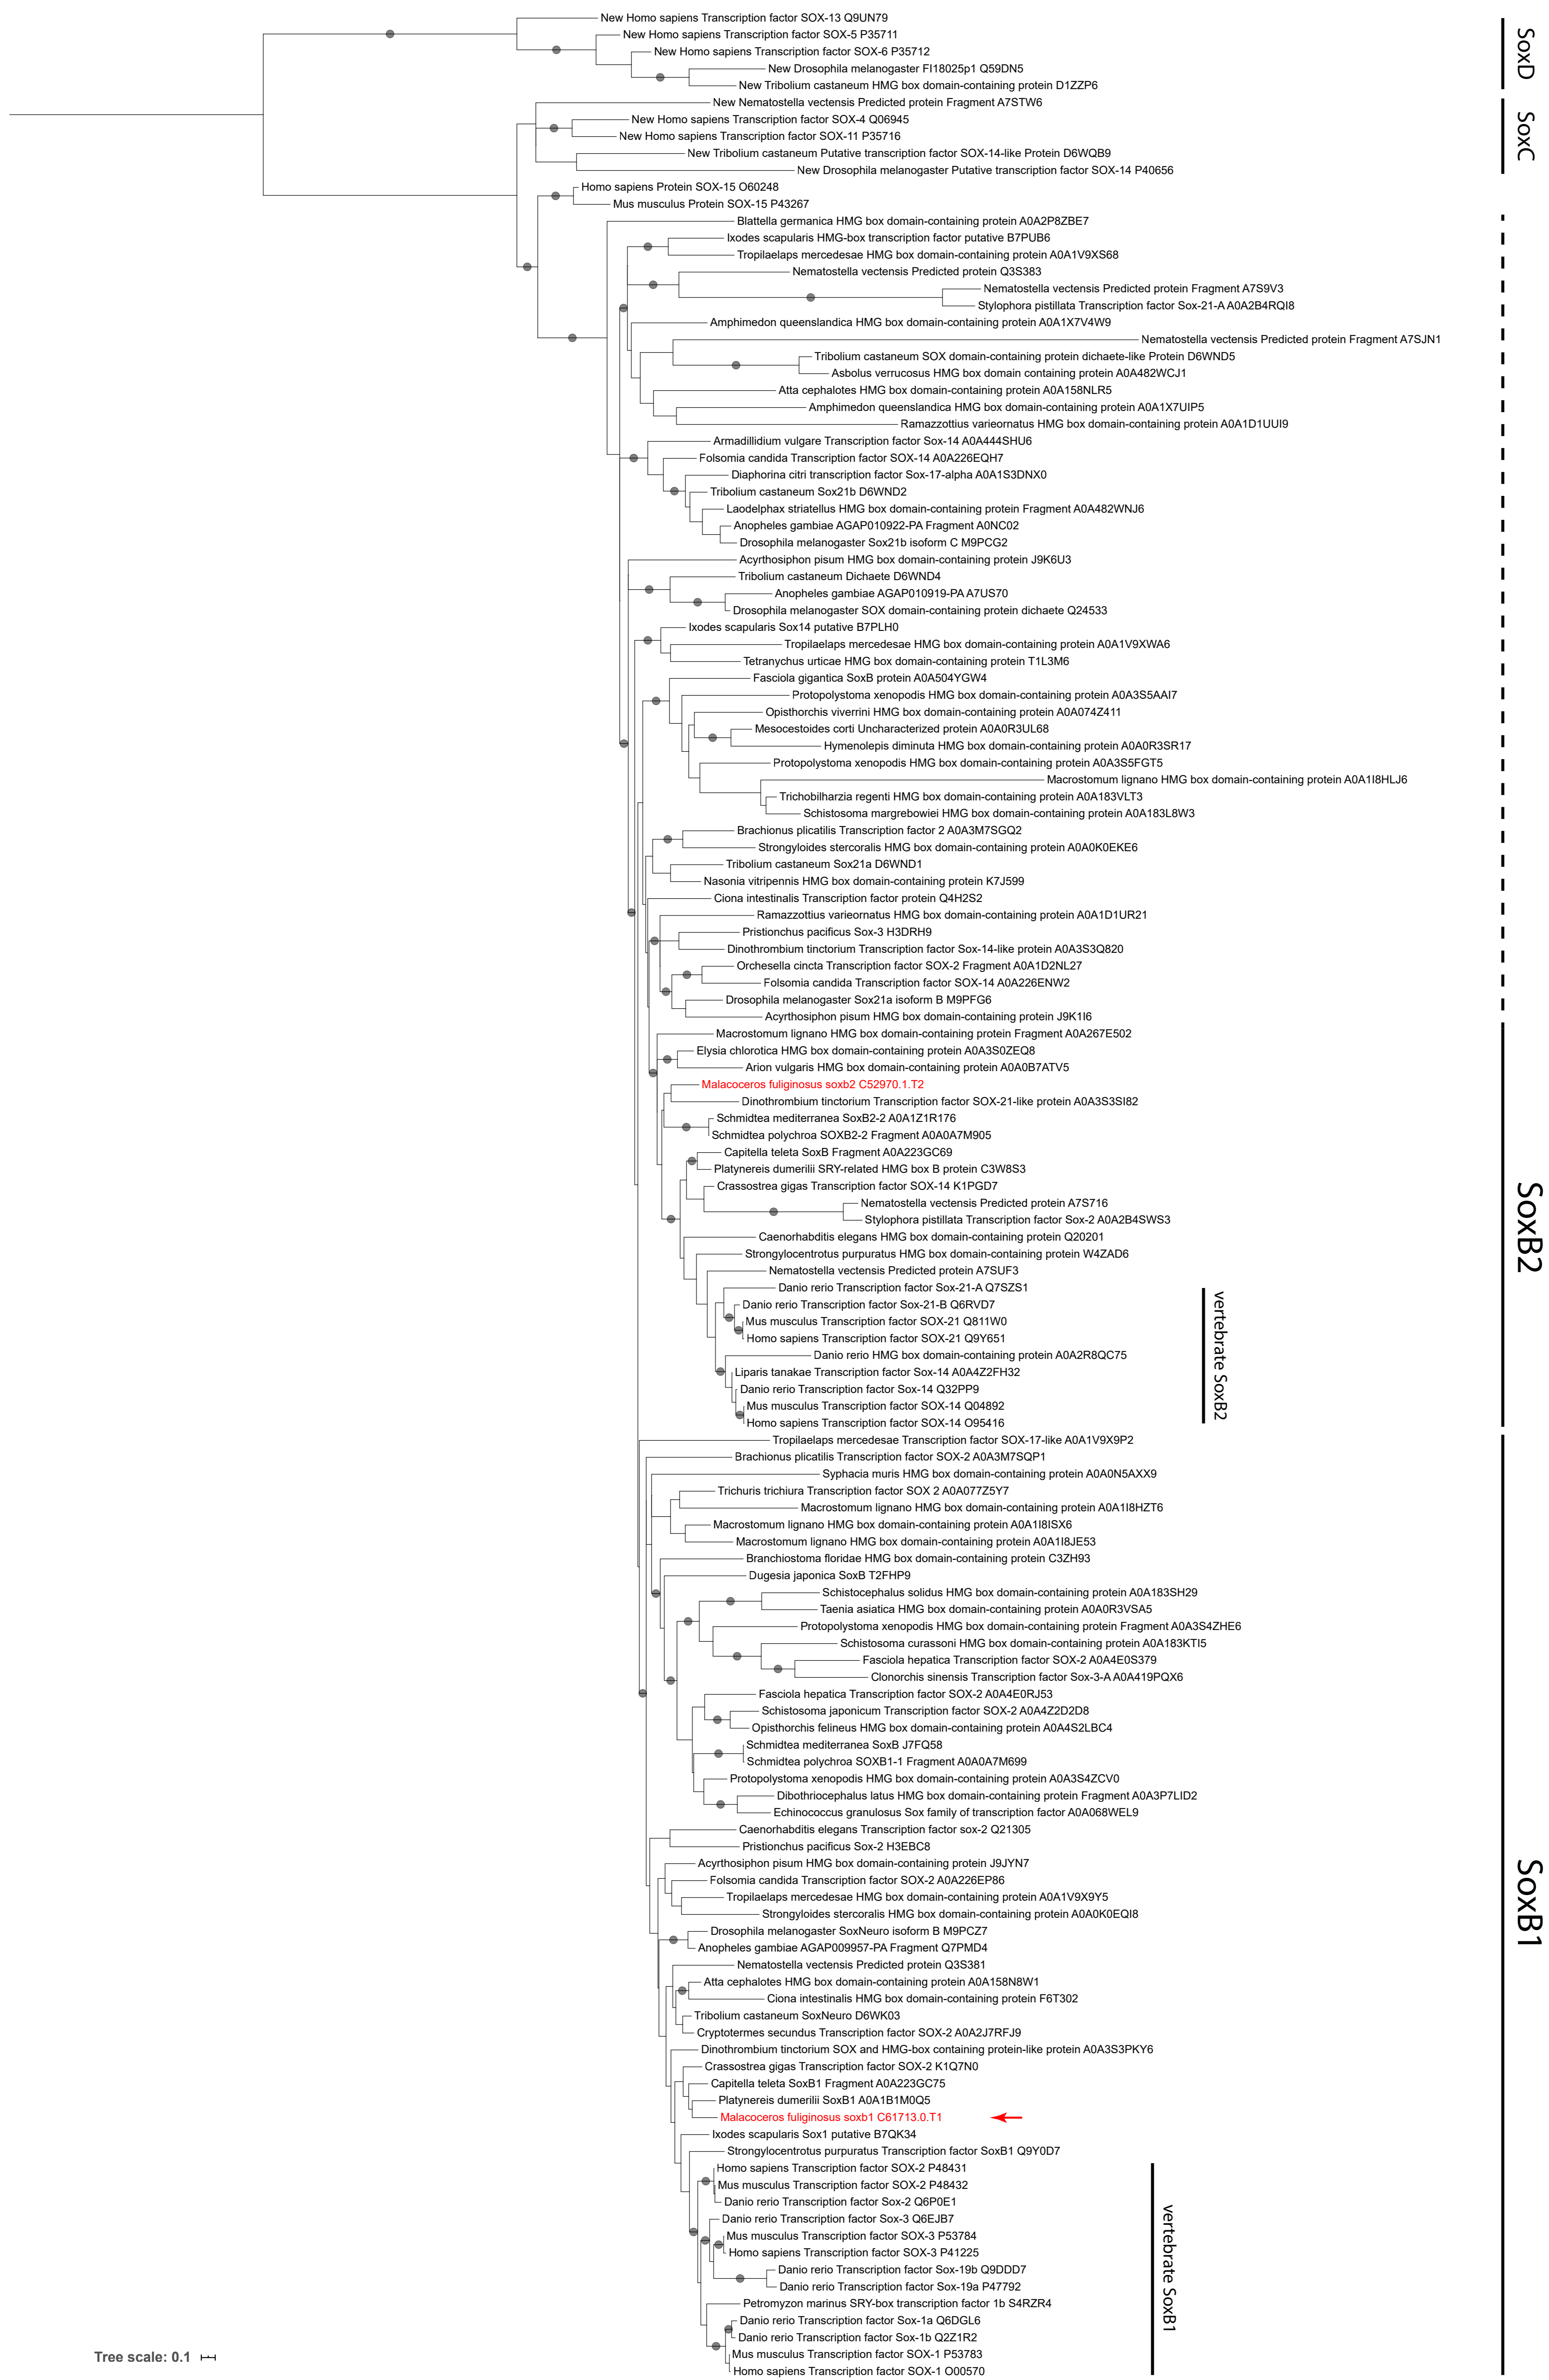 New Homo sapiens Transcription factor SOX-13 Q9UN79
New Homo sapiens Transcription factor SOX-5 P35711
New Homo sapiens Transcription factor SOX-6 P35712
New Drosophila melanogaster FI18025p1 Q59DN5
New Tribolium castaneum HMG box domain-containing protein D1ZZP6
SoxD
New Nematostella vectensis Predicted protein Fragment A7STW6
New Homo sapiens Transcription factor SOX-4 Q06945
New Homo sapiens Transcription factor SOX-11 P35716
New Tribolium castaneum Putative transcription factor SOX-14-like Protein D6WQB9
New Drosophila melanogaster Putative transcription factor SOX-14 P40656
SoxC
Homo sapiens Protein SOX-15 O60248
Mus musculus Protein SOX-15 P43267
Blattella germanica HMG box domain-containing protein A0A2P8ZBE7
Ixodes scapularis HMG-box transcription factor putative B7PUB6
Tropilaelaps mercedesae HMG box domain-containing protein A0A1V9XS68
Nematostella vectensis Predicted protein Q3S383
Nematostella vectensis Predicted protein Fragment A7S9V3
Stylophora pistillata Transcription factor Sox-21-A A0A2B4RQI8
Amphimedon queenslandica HMG box domain-containing protein A0A1X7V4W9
Nematostella vectensis Predicted protein Fragment A7SJN1
Tribolium castaneum SOX domain-containing protein dichaete-like Protein D6WND5
Asbolus verrucosus HMG box domain containing protein A0A482WCJ1
Atta cephalotes HMG box domain-containing protein A0A158NLR5
Amphimedon queenslandica HMG box domain-containing protein A0A1X7UIP5
Ramazzottius varieornatus HMG box domain-containing protein A0A1D1UUI9
Armadillidium vulgare Transcription factor Sox-14 A0A444SHU6
Folsomia candida Transcription factor SOX-14 A0A226EQH7
Diaphorina citri transcription factor Sox-17-alpha A0A1S3DNX0
Tribolium castaneum Sox21b D6WND2
Laodelphax striatellus HMG box domain-containing protein Fragment A0A482WNJ6
Anopheles gambiae AGAP010922-PA Fragment A0NC02
Drosophila melanogaster Sox21b isoform C M9PCG2
Acyrthosiphon pisum HMG box domain-containing protein J9K6U3
Tribolium castaneum Dichaete D6WND4
Anopheles gambiae AGAP010919-PA A7US70
Drosophila melanogaster SOX domain-containing protein dichaete Q24533
Ixodes scapularis Sox14 putative B7PLH0
Tropilaelaps mercedesae HMG box domain-containing protein A0A1V9XWA6
Tetranychus urticae HMG box domain-containing protein T1L3M6
Fasciola gigantica SoxB protein A0A504YGW4
Protopolystoma xenopodis HMG box domain-containing protein A0A3S5AAI7
Opisthorchis viverrini HMG box domain-containing protein A0A074Z411
Mesocestoides corti Uncharacterized protein A0A0R3UL68
Hymenolepis diminuta HMG box domain-containing protein A0A0R3SR17
Protopolystoma xenopodis HMG box domain-containing protein A0A3S5FGT5
Macrostomum lignano HMG box domain-containing protein A0A1I8HLJ6
Trichobilharzia regenti HMG box domain-containing protein A0A183VLT3
Schistosoma margrebowiei HMG box domain-containing protein A0A183L8W3
Brachionus plicatilis Transcription factor 2 A0A3M7SGQ2
Strongyloides stercoralis HMG box domain-containing protein A0A0K0EKE6
Tribolium castaneum Sox21a D6WND1
Nasonia vitripennis HMG box domain-containing protein K7J599
Ciona intestinalis Transcription factor protein Q4H2S2
Ramazzottius varieornatus HMG box domain-containing protein A0A1D1UR21
Pristionchus pacificus Sox-3 H3DRH9
Dinothrombium tinctorium Transcription factor Sox-14-like protein A0A3S3Q820
Orchesella cincta Transcription factor SOX-2 Fragment A0A1D2NL27
Folsomia candida Transcription factor SOX-14 A0A226ENW2
Drosophila melanogaster Sox21a isoform B M9PFG6
Acyrthosiphon pisum HMG box domain-containing protein J9K1I6
Macrostomum lignano HMG box domain-containing protein Fragment A0A267E502
Elysia chlorotica HMG box domain-containing protein A0A3S0ZEQ8
Arion vulgaris HMG box domain-containing protein A0A0B7ATV5
Malacoceros fuliginosus soxb2 C52970.1.T2
Dinothrombium tinctorium Transcription factor SOX-21-like protein A0A3S3SI82
Schmidtea mediterranea SoxB2-2 A0A1Z1R176
Schmidtea polychroa SOXB2-2 Fragment A0A0A7M905
Capitella teleta SoxB Fragment A0A223GC69
Platynereis dumerilii SRY-related HMG box B protein C3W8S3
Crassostrea gigas Transcription factor SOX-14 K1PGD7
Nematostella vectensis Predicted protein A7S716
Stylophora pistillata Transcription factor Sox-2 A0A2B4SWS3
Caenorhabditis elegans HMG box domain-containing protein Q20201
Strongylocentrotus purpuratus HMG box domain-containing protein W4ZAD6
Nematostella vectensis Predicted protein A7SUF3
Danio rerio Transcription factor Sox-21-A Q7SZS1
Danio rerio Transcription factor Sox-21-B Q6RVD7
Mus musculus Transcription factor SOX-21 Q811W0
Homo sapiens Transcription factor SOX-21 Q9Y651
Danio rerio HMG box domain-containing protein A0A2R8QC75
Liparis tanakae Transcription factor Sox-14 A0A4Z2FH32
Danio rerio Transcription factor Sox-14 Q32PP9
Mus musculus Transcription factor SOX-14 Q04892
Homo sapiens Transcription factor SOX-14 O95416
vertebrate SoxB2
SoxB2
Tropilaelaps mercedesae Transcription factor SOX-17-like A0A1V9X9P2
Brachionus plicatilis Transcription factor SOX-2 A0A3M7SQP1
Syphacia muris HMG box domain-containing protein A0A0N5AXX9
Trichuris trichiura Transcription factor SOX 2 A0A077Z5Y7
Macrostomum lignano HMG box domain-containing protein A0A1I8HZT6
Macrostomum lignano HMG box domain-containing protein A0A1I8ISX6
Macrostomum lignano HMG box domain-containing protein A0A1I8JE53
Branchiostoma floridae HMG box domain-containing protein C3ZH93
Dugesia japonica SoxB T2FHP9
Schistocephalus solidus HMG box domain-containing protein A0A183SH29
Taenia asiatica HMG box domain-containing protein A0A0R3VSA5
Protopolystoma xenopodis HMG box domain-containing protein Fragment A0A3S4ZHE6
Schistosoma curassoni HMG box domain-containing protein A0A183KTI5
Fasciola hepatica Transcription factor SOX-2 A0A4E0S379
Clonorchis sinensis Transcription factor Sox-3-A A0A419PQX6
Fasciola hepatica Transcription factor SOX-2 A0A4E0RJ53
Schistosoma japonicum Transcription factor SOX-2 A0A4Z2D2D8
Opisthorchis felineus HMG box domain-containing protein A0A4S2LBC4
Schmidtea mediterranea SoxB J7FQ58
Schmidtea polychroa SOXB1-1 Fragment A0A0A7M699
Protopolystoma xenopodis HMG box domain-containing protein A0A3S4ZCV0
Dibothriocephalus latus HMG box domain-containing protein Fragment A0A3P7LID2
Echinococcus granulosus Sox family of transcription factor A0A068WEL9
Caenorhabditis elegans Transcription factor sox-2 Q21305
Pristionchus pacificus Sox-2 H3EBC8
Acyrthosiphon pisum HMG box domain-containing protein J9JYN7
Folsomia candida Transcription factor SOX-2 A0A226EP86
Tropilaelaps mercedesae HMG box domain-containing protein A0A1V9X9Y5
Strongyloides stercoralis HMG box domain-containing protein A0A0K0EQI8
Drosophila melanogaster SoxNeuro isoform B M9PCZ7
Anopheles gambiae AGAP009957-PA Fragment Q7PMD4
Nematostella vectensis Predicted protein Q3S381
Atta cephalotes HMG box domain-containing protein A0A158N8W1
Ciona intestinalis HMG box domain-containing protein F6T302
Tribolium castaneum SoxNeuro D6WK03
Cryptotermes secundus Transcription factor SOX-2 A0A2J7RFJ9
Dinothrombium tinctorium SOX and HMG-box containing protein-like protein A0A3S3PKY6
Crassostrea gigas Transcription factor SOX-2 K1Q7N0
Capitella teleta SoxB1 Fragment A0A223GC75
Platynereis dumerilii SoxB1 A0A1B1M0Q5
Malacoceros fuliginosus soxb1 C61713.0.T1
Ixodes scapularis Sox1 putative B7QK34
Strongylocentrotus purpuratus Transcription factor SoxB1 Q9Y0D7
Homo sapiens Transcription factor SOX-2 P48431
Mus musculus Transcription factor SOX-2 P48432
Danio rerio Transcription factor Sox-2 Q6P0E1
Danio rerio Transcription factor Sox-3 Q6EJB7
Mus musculus Transcription factor SOX-3 P53784
Homo sapiens Transcription factor SOX-3 P41225
Danio rerio Transcription factor Sox-19b Q9DDD7
Danio rerio Transcription factor Sox-19a P47792
Petromyzon marinus SRY-box transcription factor 1b S4RZR4
Danio rerio Transcription factor Sox-1a Q6DGL6
Danio rerio Transcription factor Sox-1b Q2Z1R2
Mus musculus Transcription factor SOX-1 P53783
Homo sapiens Transcription factor SOX-1 O00570
vertebrate SoxB1
SoxB1
Tree scale: 0.1